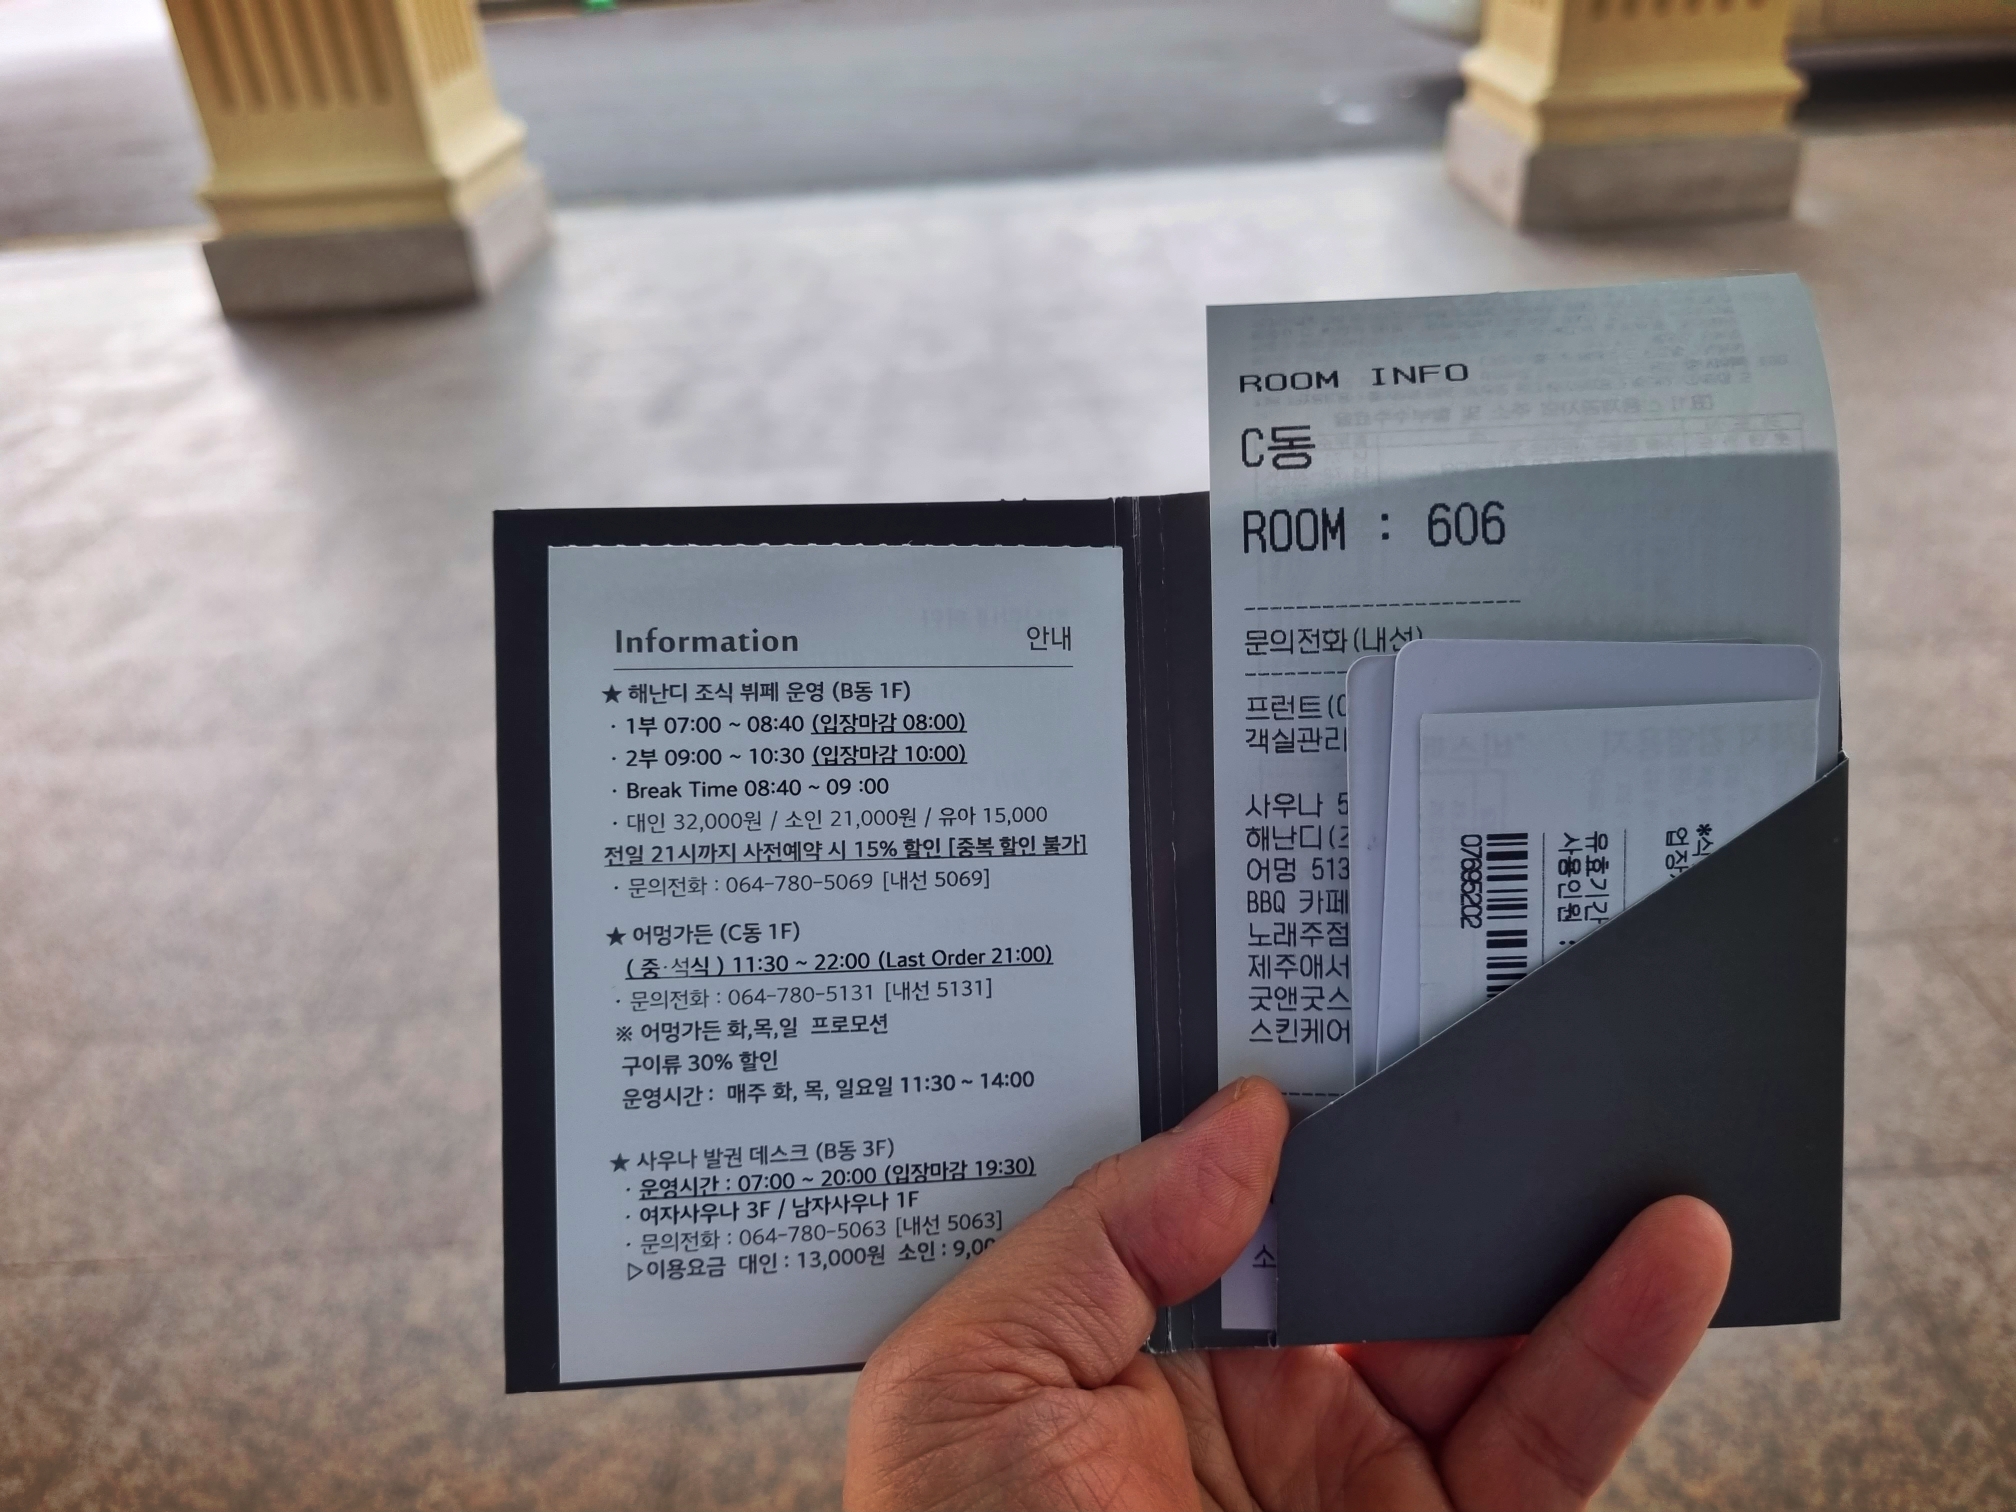 Information 안내
★ 해난디 조식 뷔페 운영 (B동 1F)
· 1부 07:00 ~ 08:40 (입장마감 08:00)
· 2부 09:00 ~ 10:30 (입장마감 10:00)
· Break Time 08:40 ~ 09 :00
· 대인 32,000원 / 소인 21,000원 / 유아 15,000
전일 21시까지 사전예약 시 15% 할인 [중복 할인 불가]
· 문의전화 : 064-780-5069 [내선 5069]
★ 어멍가든 (C동 1F)
( 중·석식 ) 11:30 ~ 22:00 (Last Order 21:00)
· 문의전화 : 064-780-5131 [내선 5131]
※ 어멍가든 화,목,일 프로모션
구이류 30% 할인
운영시간 : 매주 화, 목, 일요일 11:30 ~ 14:00
★ 사우나 발권 데스크 (B동 3F)
· 운영시간 : 07:00 ~ 20:00 (입장마감 19:30)
· 여자사우나 3F / 남자사우나 1F
· 문의전화 : 064-780-5063 [내선 5063]
▷이용요금 대인 : 13,000원 소인 : 9,00
ROOM INFO
C동
ROOM : 606
문의전화(내선)
프런트(
객실관리
사우나 5
해난디(
어멍 513
BBQ 카페
노래주점
제주애서
굿앤굿스
스킨케어
소
*식
업장
유효기간
사용인원 :
07695202